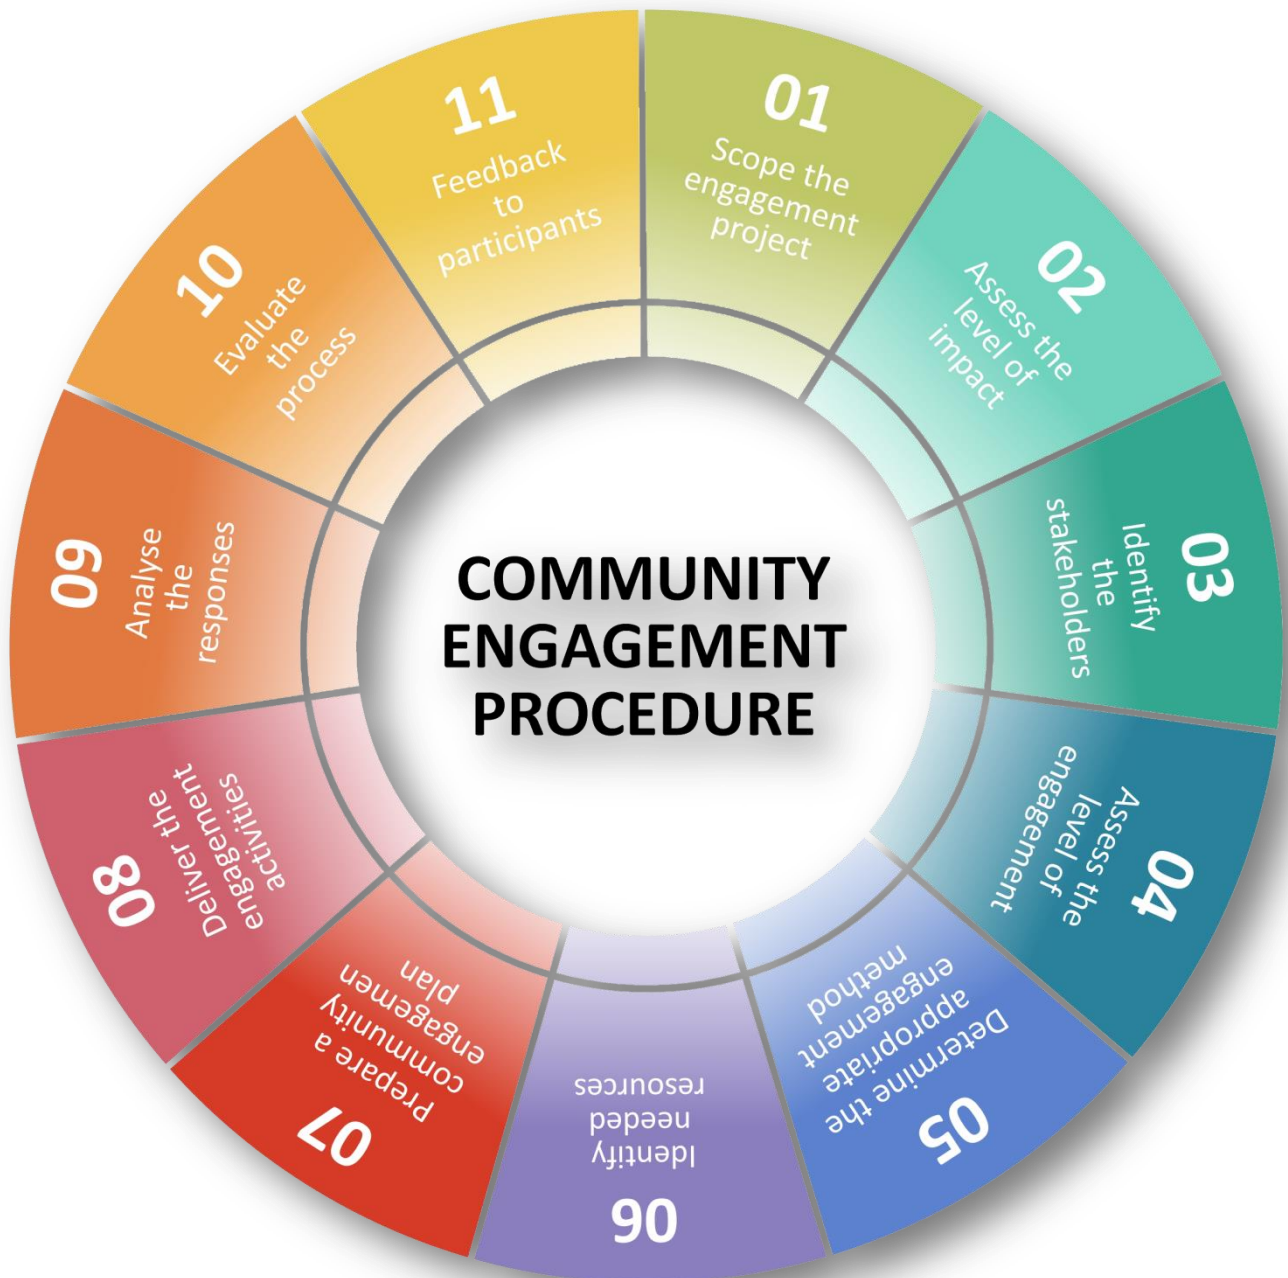 COMMUNITY
ENGAGEMENT
PROCEDURE
01
Scope the
engagement
project
02
Assess the
level of
impact
03
Identify
the
stakeholders
04
Assess the
level of
engagement
05
Determine the
appropriate
engagement
method
06
Identify
needed
resources
07
Prepare a
community
engagemen
plan
08
Deliver the
engagement
activities
09
Analyse
the
responses
10
Evaluate
the
process
11
Feedback
to
participants